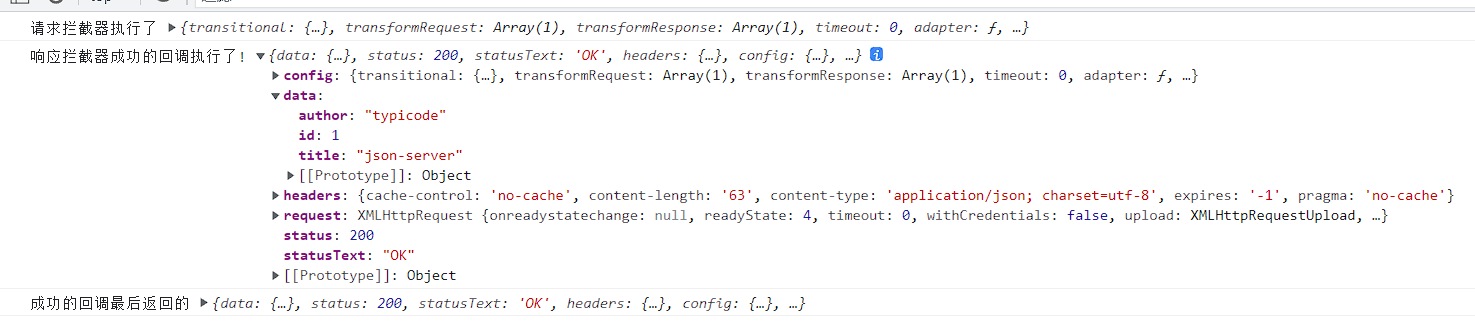 请求拦截器执行了 ▶{transitional: {…}, transformRequest: Array(1), transformResponse: Array(1), timeout: 0, adapter: ƒ, …}
响应拦截器成功的回调执行了! ▼{data: {…}, status: 200, statusText: 'OK', headers: {…}, config: {…}, …} i
▶config: {transitional: {…}, transformRequest: Array(1), transformResponse: Array(1), timeout: 0, adapter: ƒ, …}
▼data:
author: "typicode"
id: 1
title: "json-server"
▶[[Prototype]]: Object
▶headers: {cache-control: 'no-cache', content-length: '63', content-type: 'application/json; charset=utf-8', expires: '-1', pragma: 'no-cache'}
▶request: XMLHttpRequest {onreadystatechange: null, readyState: 4, timeout: 0, withCredentials: false, upload: XMLHttpRequestUpload, …}
status: 200
statusText: "OK"
▶[[Prototype]]: Object
成功的回调最后返回的 ▶{data: {…}, status: 200, statusText: 'OK', headers: {…}, config: {…}, …}